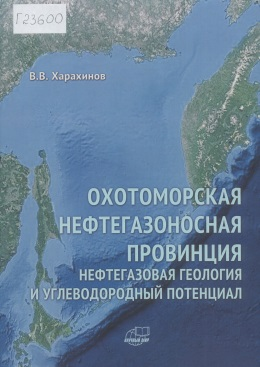 Г23600
В.В. Харахинов
ОХОТОМОРСКАЯ
НЕФТЕГАЗОНОСНАЯ
ПРОВИНЦИЯ
НЕФТЕГАЗОВАЯ ГЕОЛОГИЯ
И УГЛЕВОДОРОДНЫЙ ПОТЕНЦИАЛ